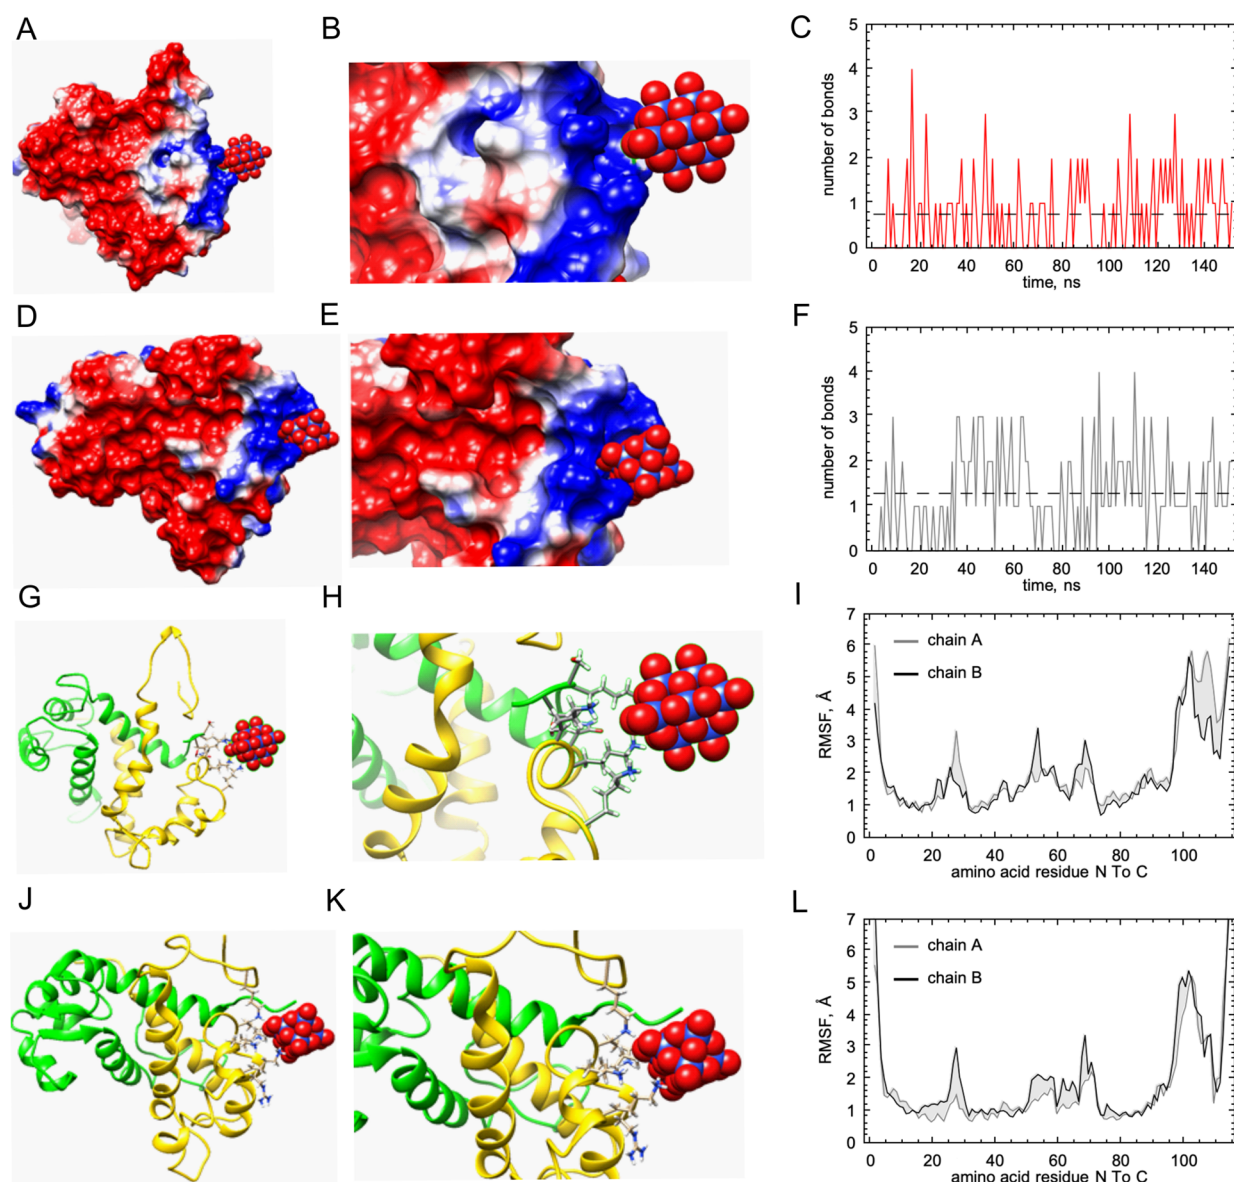 A
B
C
number of bonds
5
4
3
2
1
0
0 20 40 60 80 100 120 140
time, ns
D
E
F
number of bonds
5
4
3
2
1
0
0 20 40 60 80 100 120 140
time, ns
G
H
I
RMSF, Å
7
6
5
4
3
2
1
0
chain A
chain B
0 20 40 60 80 100
amino acid residue N To C
J
K
L
RMSF, Å
7
6
5
4
3
2
1
0
chain A
chain B
0 20 40 60 80 100
amino acid residue N To C